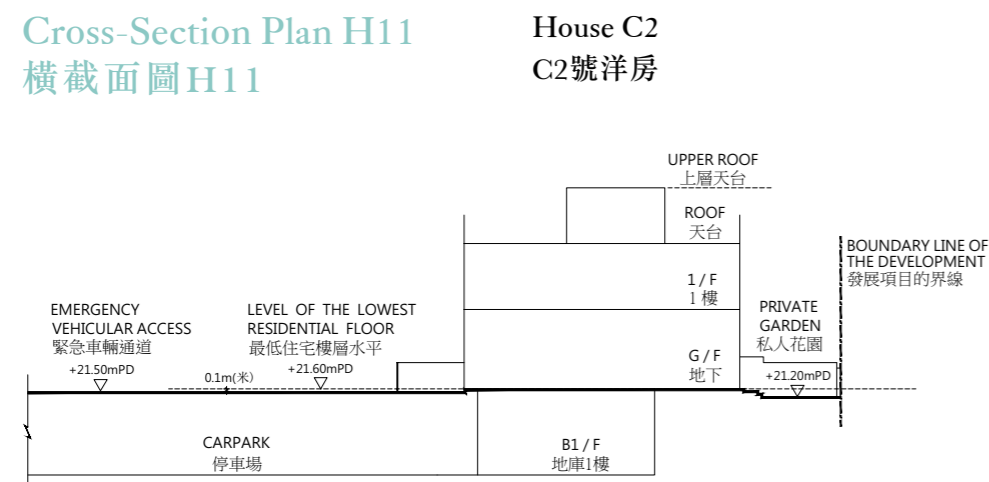 Cross-Section Plan H11
橫截面圖H11
House C2
C2號洋房
UPPER ROOF
上層天台
ROOF
天台
BOUNDARY LINE OF
THE DEVELOPMENT
發展項目的界線
1 / F
1 樓
EMERGENCY
VEHICULAR ACCESS
緊急車輛通道
+21.50mPD
0.1m(米)
LEVEL OF THE LOWEST
RESIDENTIAL FLOOR
最低住宅樓層水平
+21.60mPD
G / F
地下
PRIVATE
GARDEN
私人花園
+21.20mPD
CARPARK
停車場
B1 / F
地庫1樓